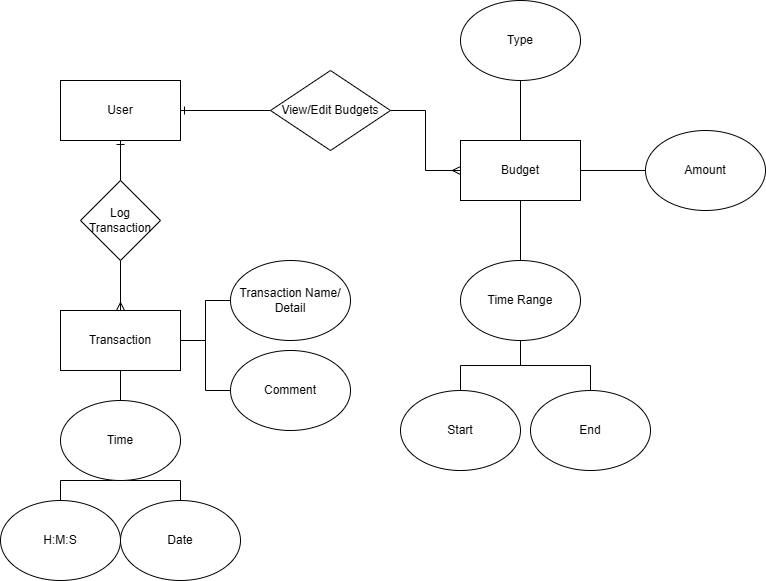 Type
User
View/Edit Budgets
Budget
Amount
Log
Transaction
Transaction Name/
Detail
Time Range
Transaction
Comment
Start
End
Time
H:M:S
Date